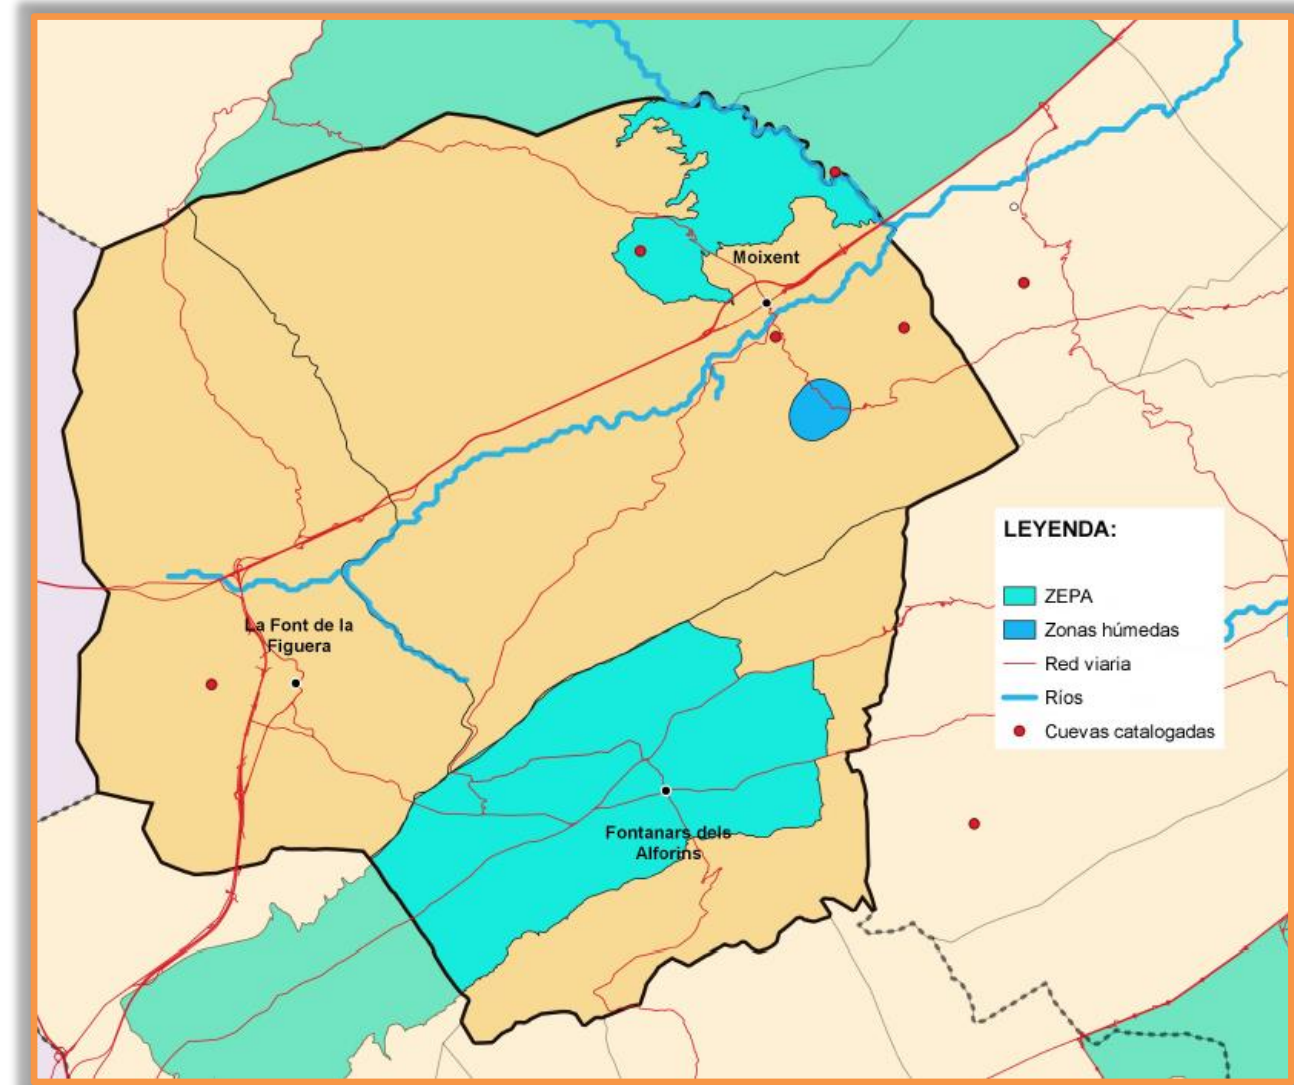 Moixent
LEYENDA:
ZEPA
Zonas húmedas
La Font de la
Figuera
Red viaria
Ríos
Cuevas catalogadas
Fontanars dels
Alforins